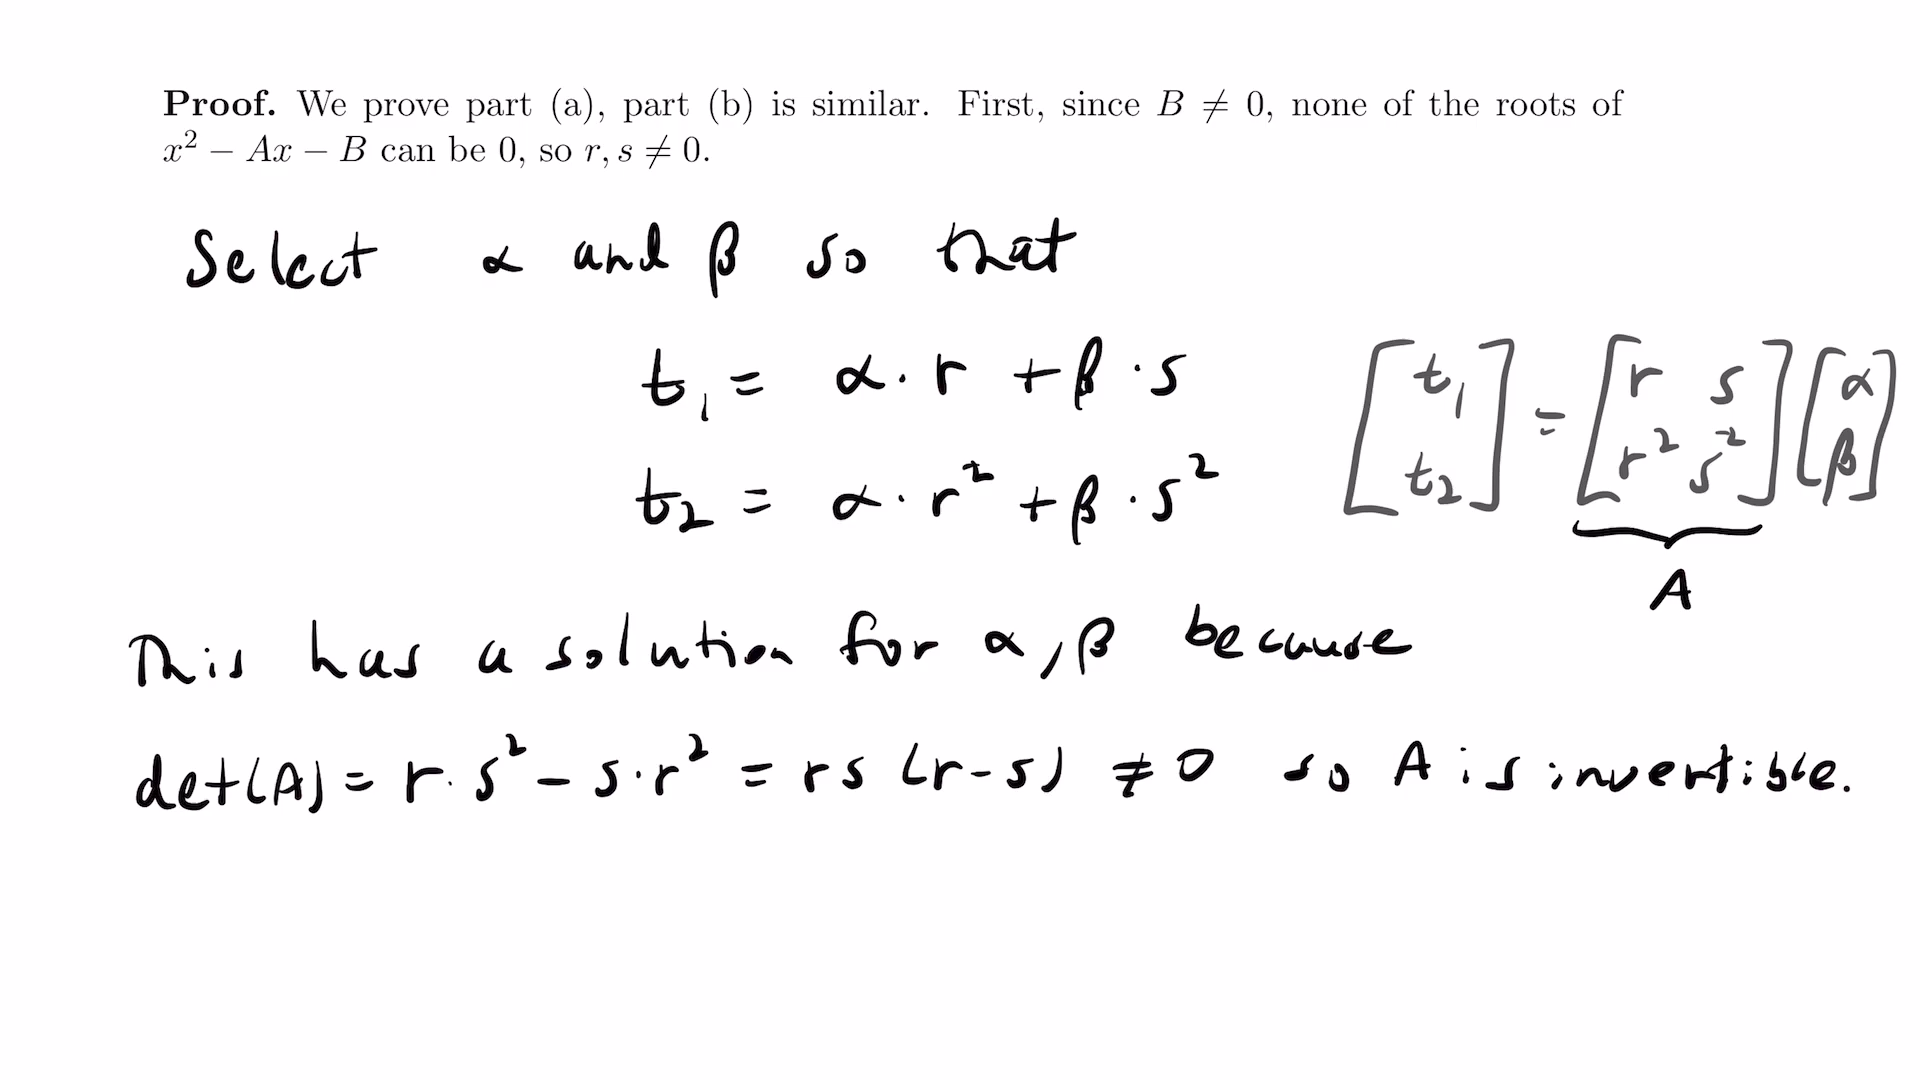 Proof. We prove part (a), part (b) is similar. First, since B ≠ 0, none of the roots of
x² − Ax − B can be 0, so r, s ≠ 0.
Select α and β so that
t₁ = α · r + β · s
t₂ = α · r² + β · s²
[t₁ t₂] = [r s r² s²] [α β]
A
This has a solution for α, β because
det(A) = r · s² − s · r² = rs (r − s) ≠ 0 so A is invertible.